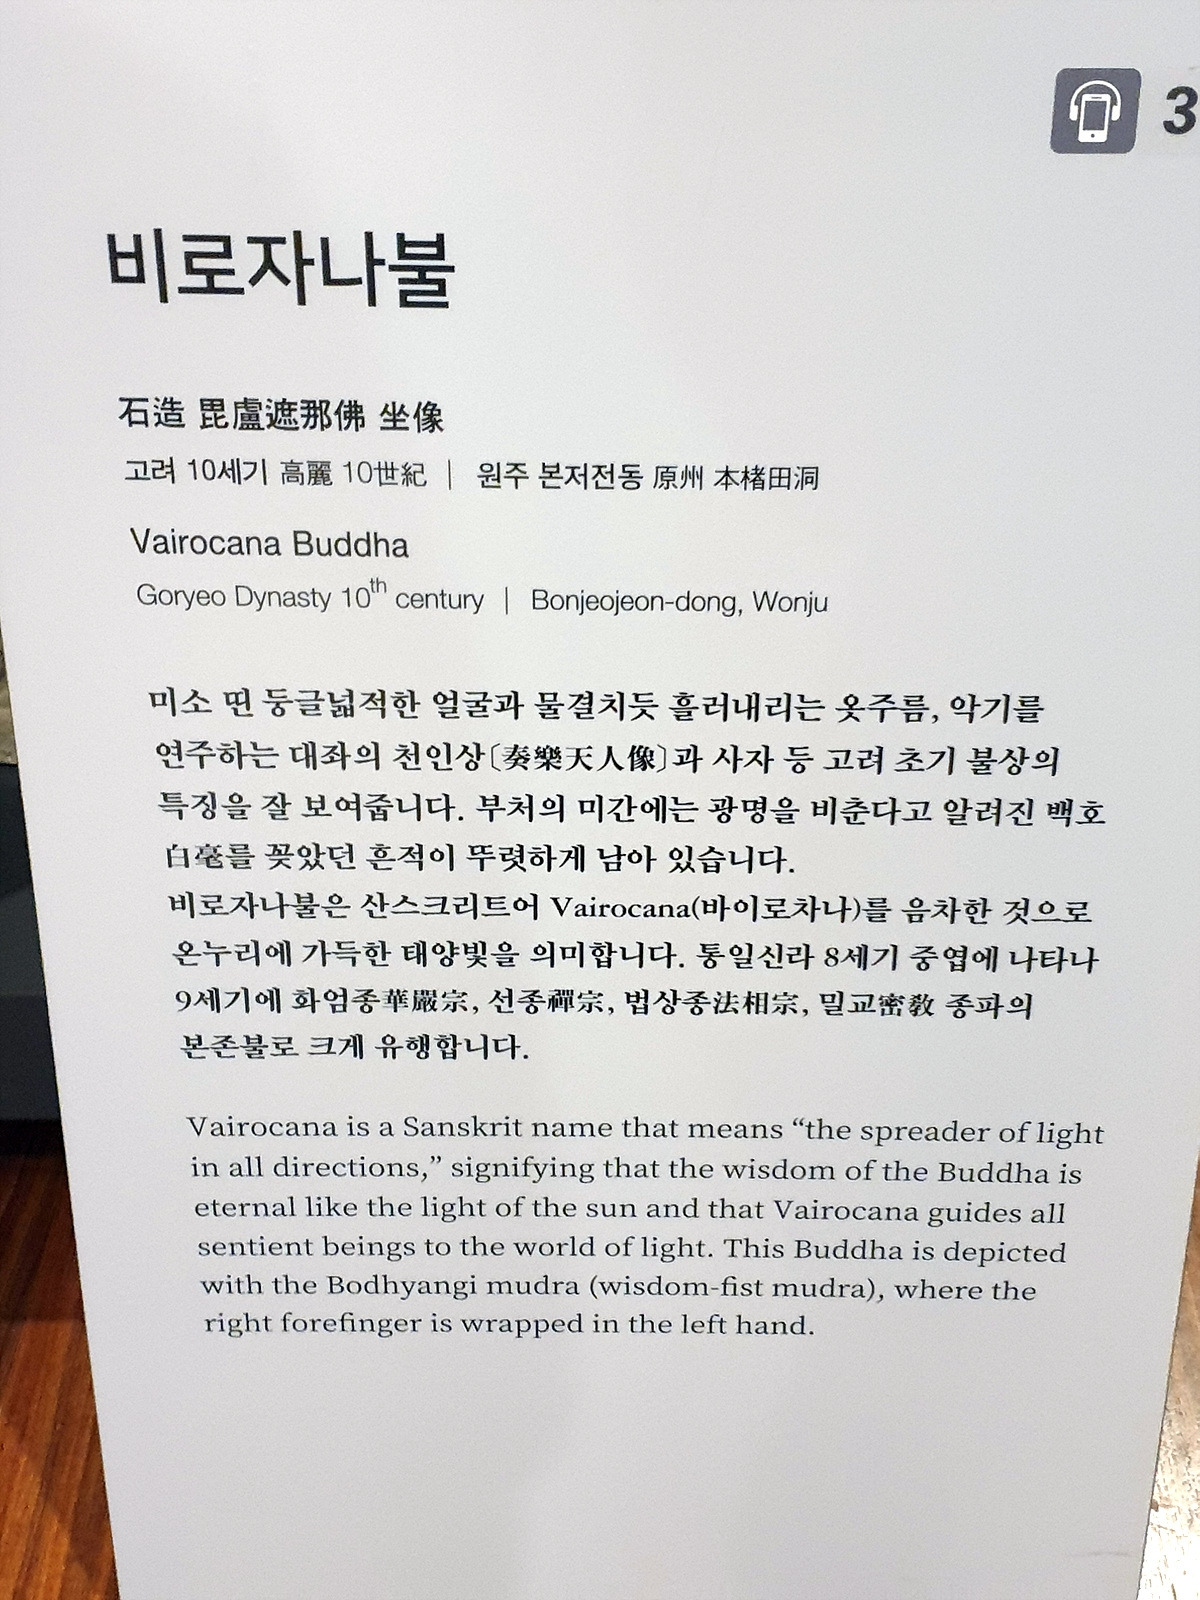 3
비로자나불
石造 毘盧遮那佛 坐像
고려 10세기 高麗 10世紀 | 원주 본저전동 原州 本楮田洞
Vairocana Buddha
Goryeo Dynasty 10th century | Bonjeojeon-dong, Wonju
미소 띤 둥글넓적한 얼굴과 물결치듯 흘러내리는 옷주름, 악기를
연주하는 대좌의 천인상〔奏樂天人像〕과 사자 등 고려 초기 불상의
특징을 잘 보여줍니다. 부처의 미간에는 광명을 비춘다고 알려진 백호
白毫를 꽂았던 흔적이 뚜렷하게 남아 있습니다.
비로자나불은 산스크리트어 Vairocana(바이로차나)를 음차한 것으로
온누리에 가득한 태양빛을 의미합니다. 통일신라 8세기 중엽에 나타나
9세기에 화엄종華嚴宗, 선종禪宗, 법상종法相宗, 밀교密敎 종파의
본존불로 크게 유행합니다.
Vairocana is a Sanskrit name that means “the spreader of light
in all directions,” signifying that the wisdom of the Buddha is
eternal like the light of the sun and that Vairocana guides all
sentient beings to the world of light. This Buddha is depicted
with the Bodhyangi mudra (wisdom-fist mudra), where the
right forefinger is wrapped in the left hand.